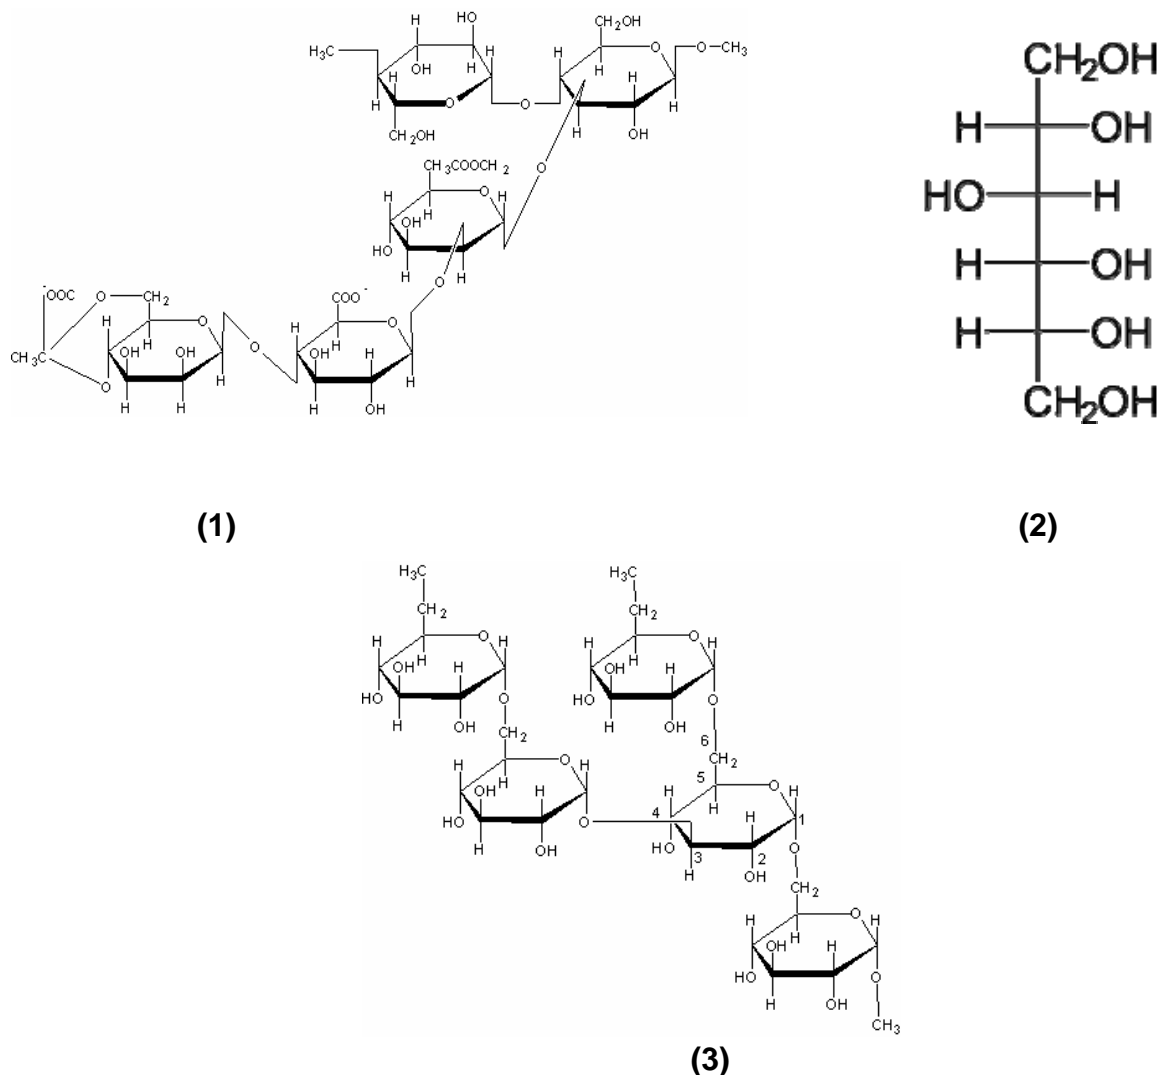 HO
H CH2OH
H3C H H O O CH3
OH H
H O O H
CH2OH OH
CH3COOCH2 O
H O H
H
OH
HO H
O
-OOC O CH2 COO-
H O O H O
H OH OH O H OH H
CH3C
O H H H H H
OH
(1)
CH2OH
H OH
HO H
H OH
H OH
CH2OH
(2)
H3C H3C
CH2 CH2
H O H H O H
H H
OH H OH H
HO O HO O
H OH CH2 H OH 6 CH2
H O H 5 O H
H H H
OH H 4 H 1
HO O HO 3 2 O
H OH H OH CH2
H O H
H
OH H
HO O
H OH
CH3
(3)